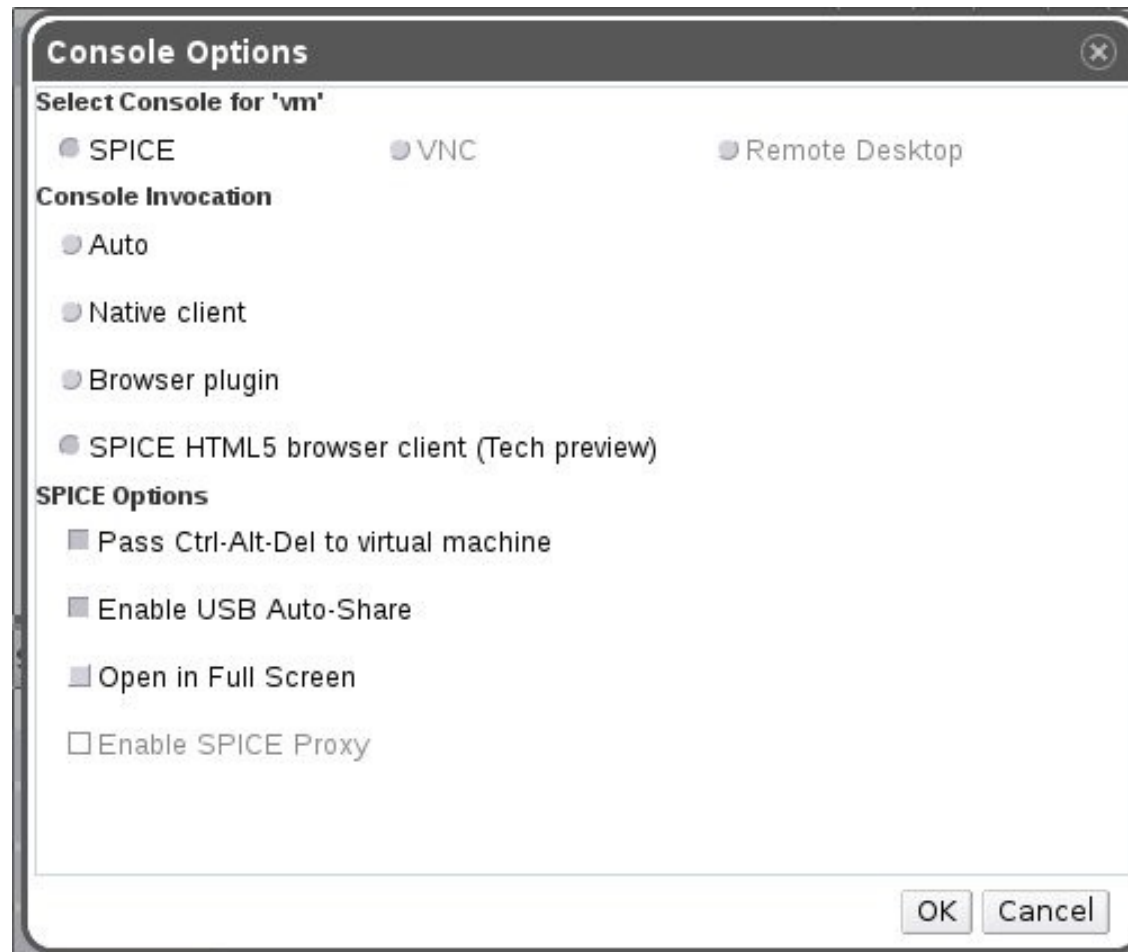 Console Options
Select Console for 'vm'
SPICE VNC Remote Desktop
Console Invocation
Auto
Native client
Browser plugin
SPICE HTML5 browser client (Tech preview)
SPICE Options
Pass Ctrl-Alt-Del to virtual machine
Enable USB Auto-Share
Open in Full Screen
Enable SPICE Proxy
OK Cancel